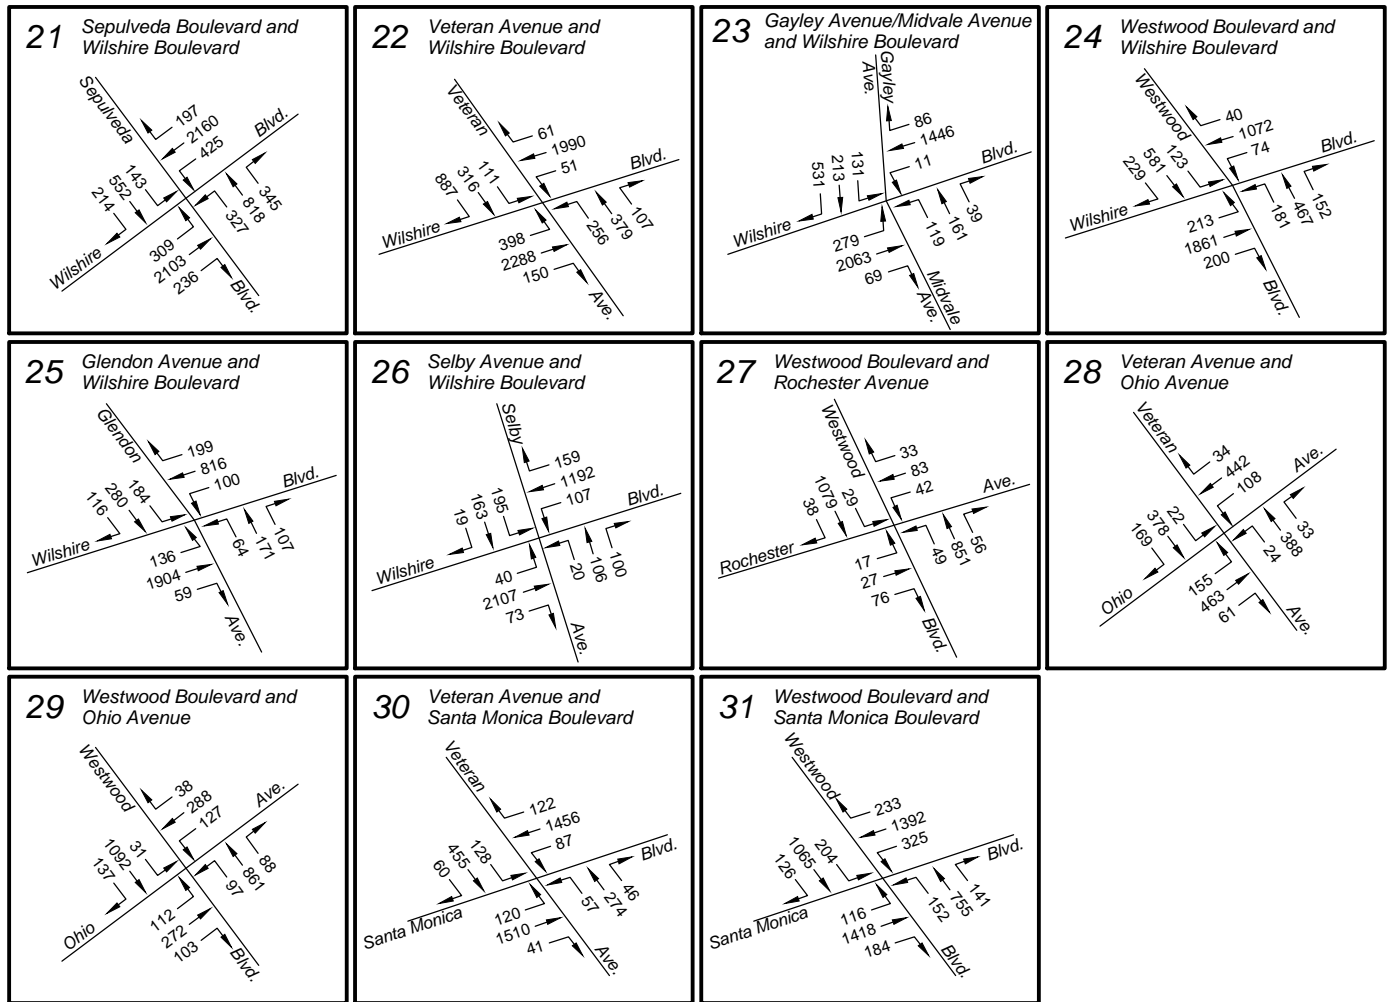 21 Sepulveda Boulevard and
Wilshire Boulevard
Sepulveda
197
2160
425
Blvd.
143
552
214
345
818
327
Wilshire
309
2103
236
Blvd.
22 Veteran Avenue and
Wilshire Boulevard
Veteran
61
1990
51
Blvd.
111
316
887
107
379
256
Wilshire
398
2288
150
Ave.
23 Gayley Avenue/Midvale Avenue
and Wilshire Boulevard
Gayley
Ave.
86
1446
11
Blvd.
131
213
531
39
161
119
Wilshire
279
2063
69
Midvale
Ave.
24 Westwood Boulevard and
Wilshire Boulevard
Westwood
40
1072
74
Blvd.
123
581
229
152
467
181
Wilshire
213
1861
200
Blvd.
25 Glendon Avenue and
Wilshire Boulevard
Glendon
199
816
100
Blvd.
184
280
116
107
171
64
Wilshire
136
1904
59
Ave.
26 Selby Avenue and
Wilshire Boulevard
Selby
159
1192
107
Blvd.
195
163
19
100
106
20
Wilshire
40
2107
73
Ave.
27 Westwood Boulevard and
Rochester Avenue
Westwood
33
83
42
Ave.
29
1079
38
56
851
49
Rochester
17
27
76
Blvd.
28 Veteran Avenue and
Ohio Avenue
Veteran
34
442
108
Ave.
22
378
169
33
388
24
Ohio
155
463
61
Ave.
29 Westwood Boulevard and
Ohio Avenue
Westwood
38
288
127
Ave.
31
1092
137
88
861
97
Ohio
112
272
103
Blvd.
30 Veteran Avenue and
Santa Monica Boulevard
Veteran
122
1456
87
Blvd.
128
455
60
46
274
57
Santa Monica
120
1510
41
Ave.
31 Westwood Boulevard and
Santa Monica Boulevard
Westwood
233
1392
325
Blvd.
204
1065
126
141
755
152
Santa Monica
116
1418
184
Blvd.